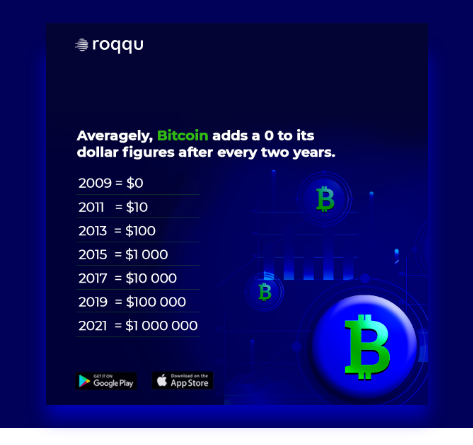 roqqu
Averagely, Bitcoin adds a 0 to its
dollar figures after every two years.
2009 = $0
2011 = $10
2013 = $100
2015 = $1 000
2017 = $10 000
2019 = $100 000
2021 = $1 000 000
GET IT ON
Google Play
Download on the
App Store